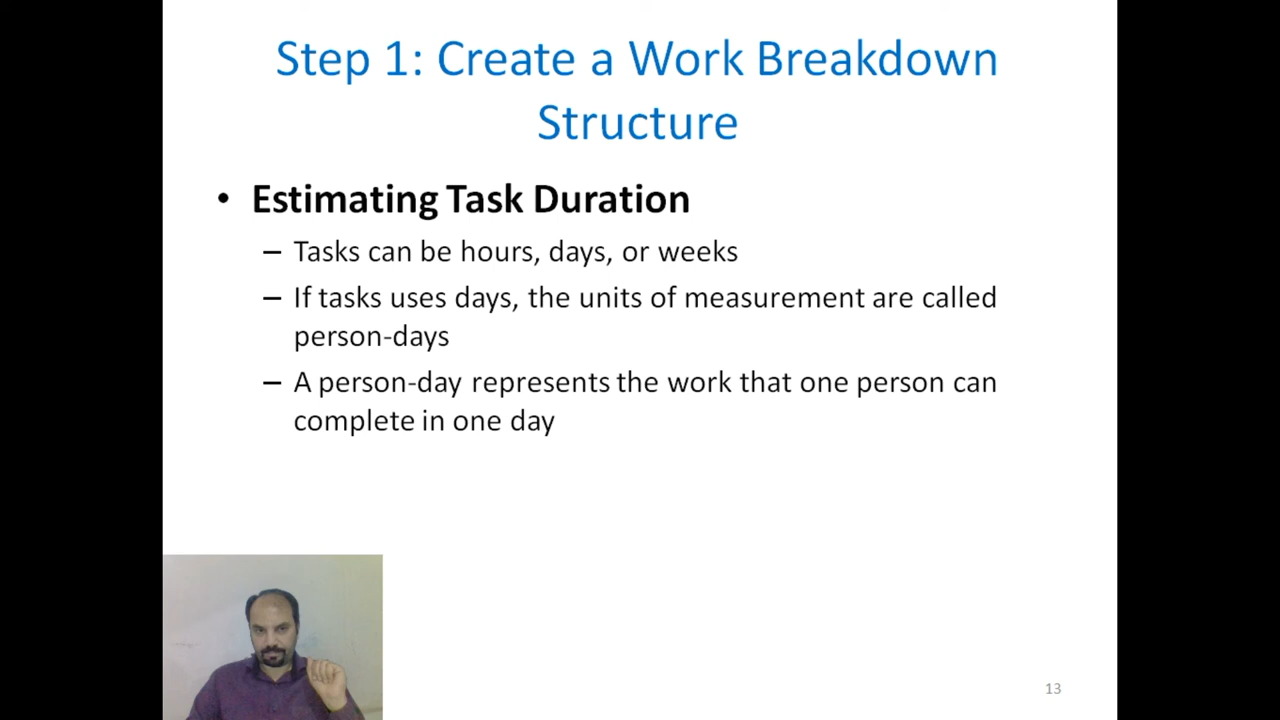 Step 1: Create a Work Breakdown
Structure
• Estimating Task Duration
– Tasks can be hours, days, or weeks
– If tasks uses days, the units of measurement are called
person-days
– A person-day represents the work that one person can
complete in one day
13